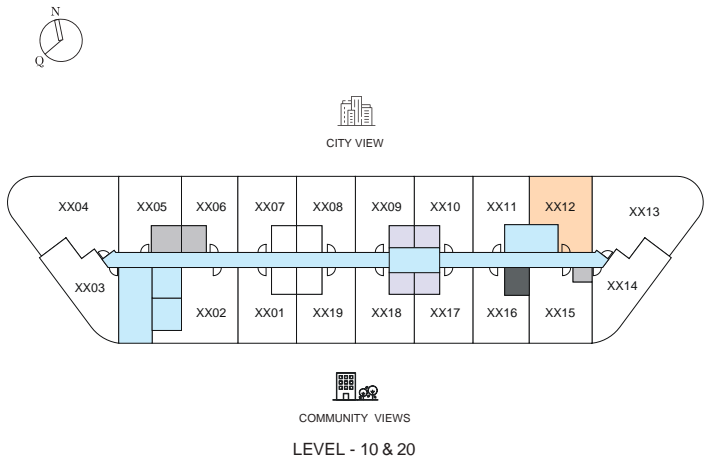 N
Q
CITY VIEW
XX04 XX05 XX06 XX07 XX08 XX09 XX10 XX11 XX12 XX13
XX03 XX14
XX02 XX01 XX19 XX18 XX17 XX16 XX15
COMMUNITY VIEWS
LEVEL - 10 & 20